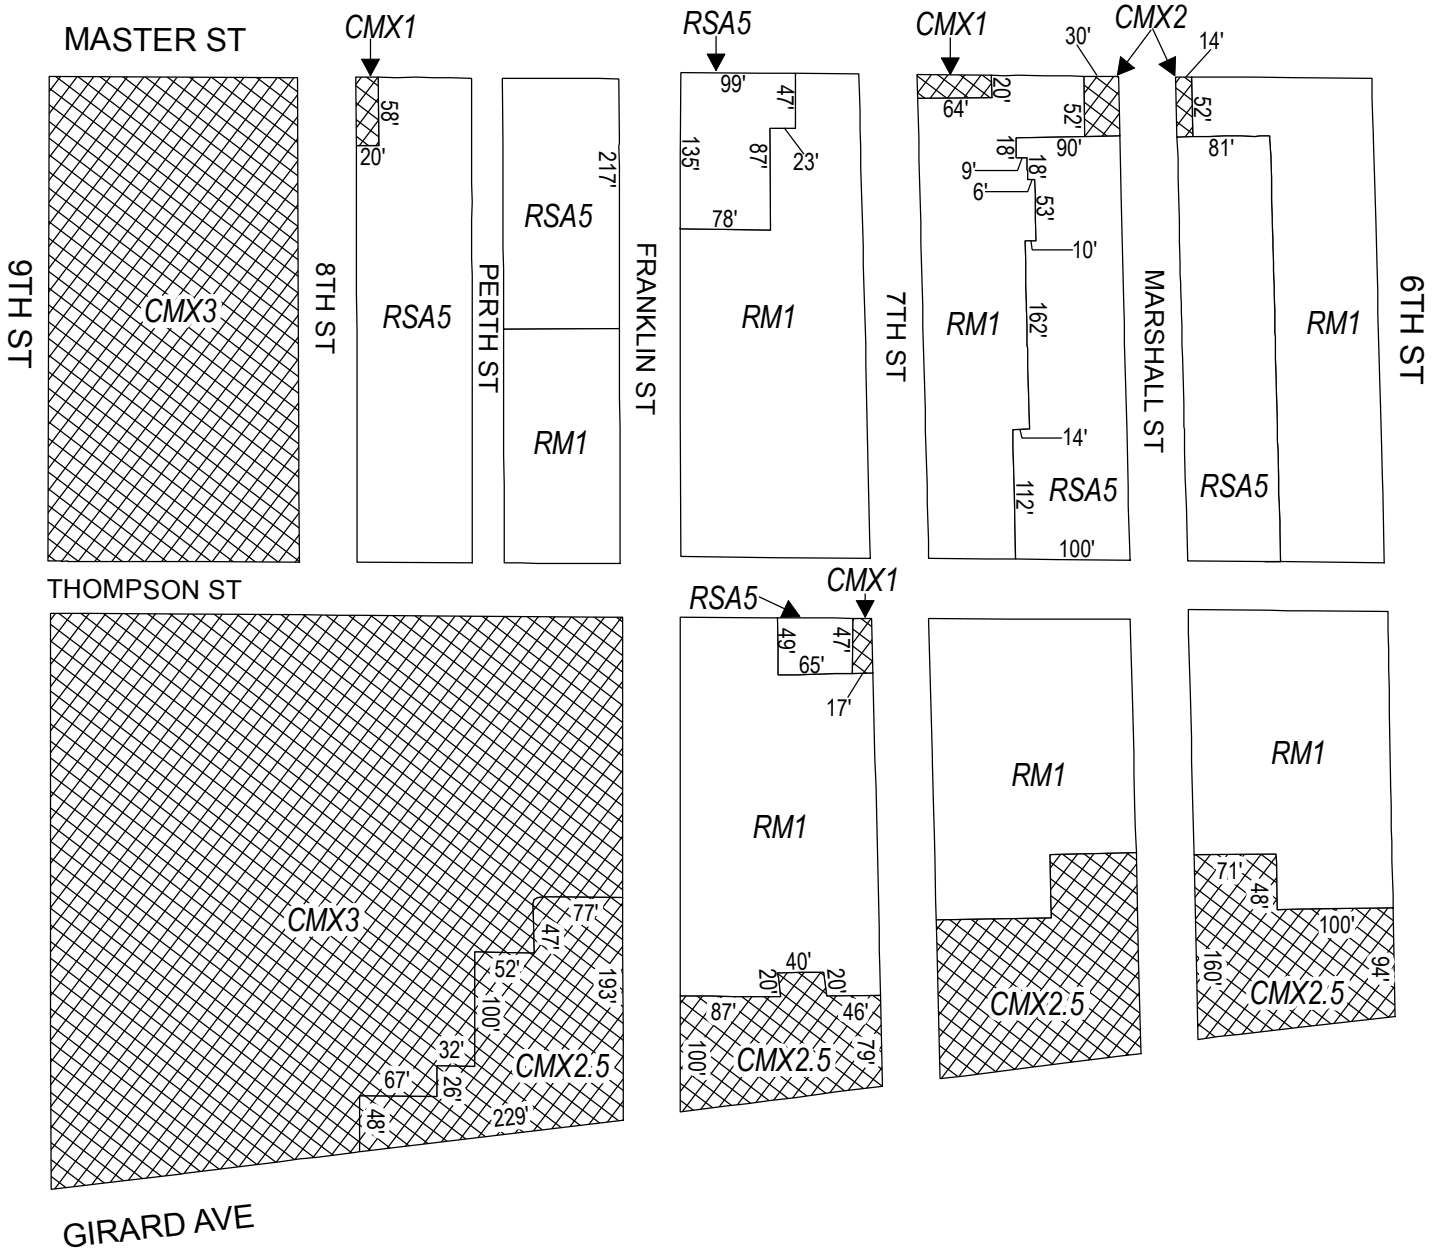 MASTER ST
CMX1
RSA5
CMX1
CMX2
30'
14'
58'
20'
99'
47'
64'
20'
52'
52'
135'
87'
23'
217'
18'
90'
81'
9'
18'
6'
53'
78'
10'
RSA5
9TH ST
CMX3
8TH ST
RSA5
PERTH ST
FRANKLIN ST
RM1
7TH ST
RM1
162'
MARSHALL ST
RM1
6TH ST
RM1
14'
112'
RSA5
RSA5
100'
THOMPSON ST
RSA5
CMX1
49'
47'
65'
17'
RM1
RM1
RM1
CMX3
77'
47'
52'
193'
100'
32'
CMX2.5
67'
26'
48'
229'
40'
20'
20'
87'
46'
100'
CMX2.5
79'
CMX2.5
71'
48'
100'
160'
94'
CMX2.5
GIRARD AVE